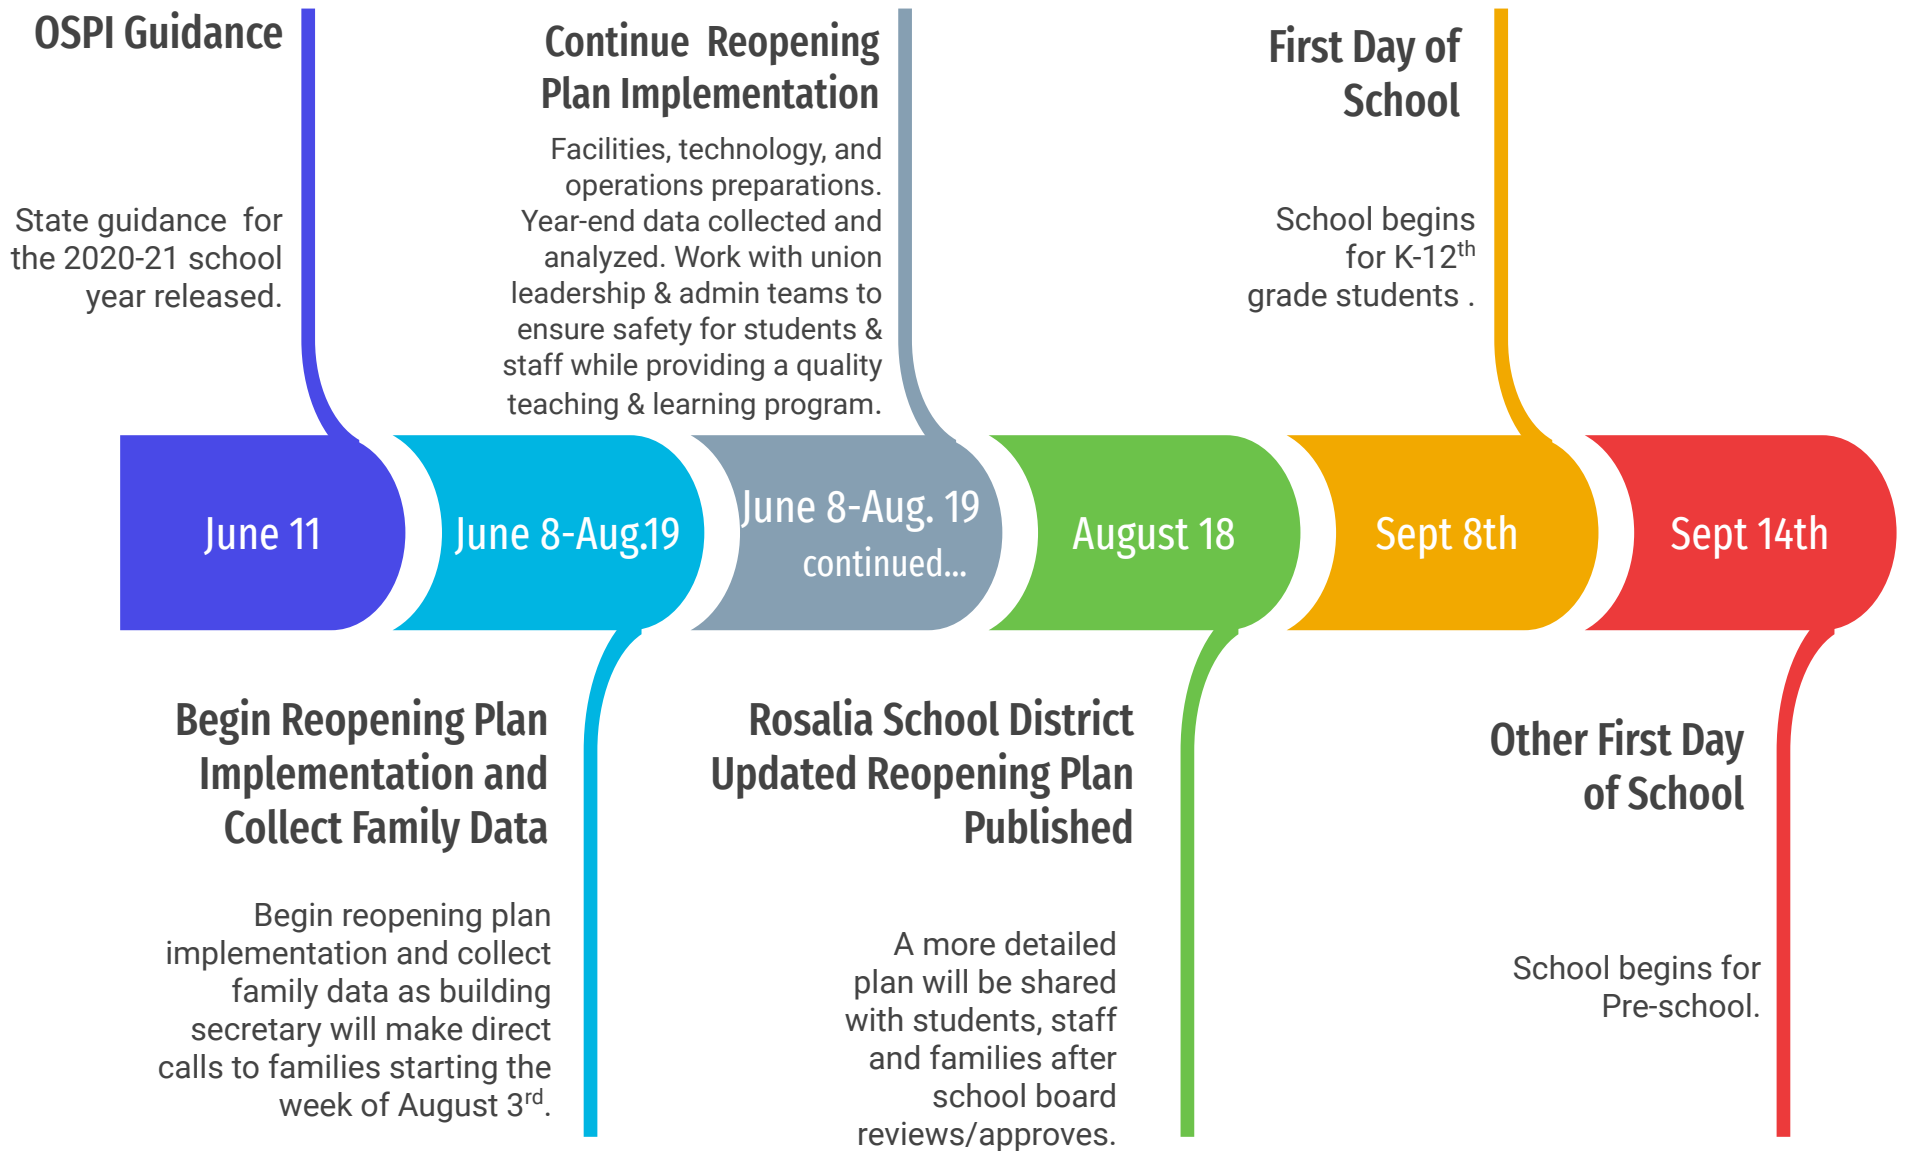 OSPI Guidance
State guidance  for
the 2020-21 school
year released.
June 11
Begin Reopening Plan
Implementation and
Collect Family Data
Begin reopening plan
implementation and collect
family data as building
secretary will make direct
calls to families starting the
week of August 3rd.
June 8-Aug.19
Continue  Reopening
Plan Implementation
Facilities, technology, and
operations preparations.
Year-end data collected and
analyzed. Work with union
leadership & admin teams to
ensure safety for students &
staff while providing a quality
teaching & learning program.
June 8-Aug. 19
continued...
Rosalia School District
Updated Reopening Plan
Published
A more detailed
plan will be shared
with students, staff
and families after
school board
reviews/approves.
August 18
First Day of
School
School begins
for K-12th
grade students .
Sept 8th
Other First Day
of School
School begins for
Pre-school.
Sept 14th